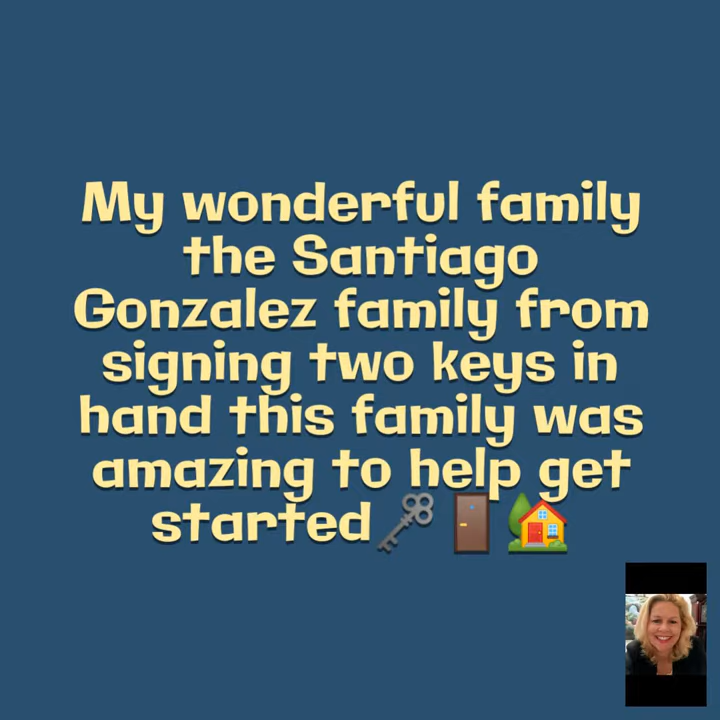 My wonderful family
the Santiago
Gonzalez family from
signing two keys in
hand this family was
amazing to help get
started🗝️🚪🏡